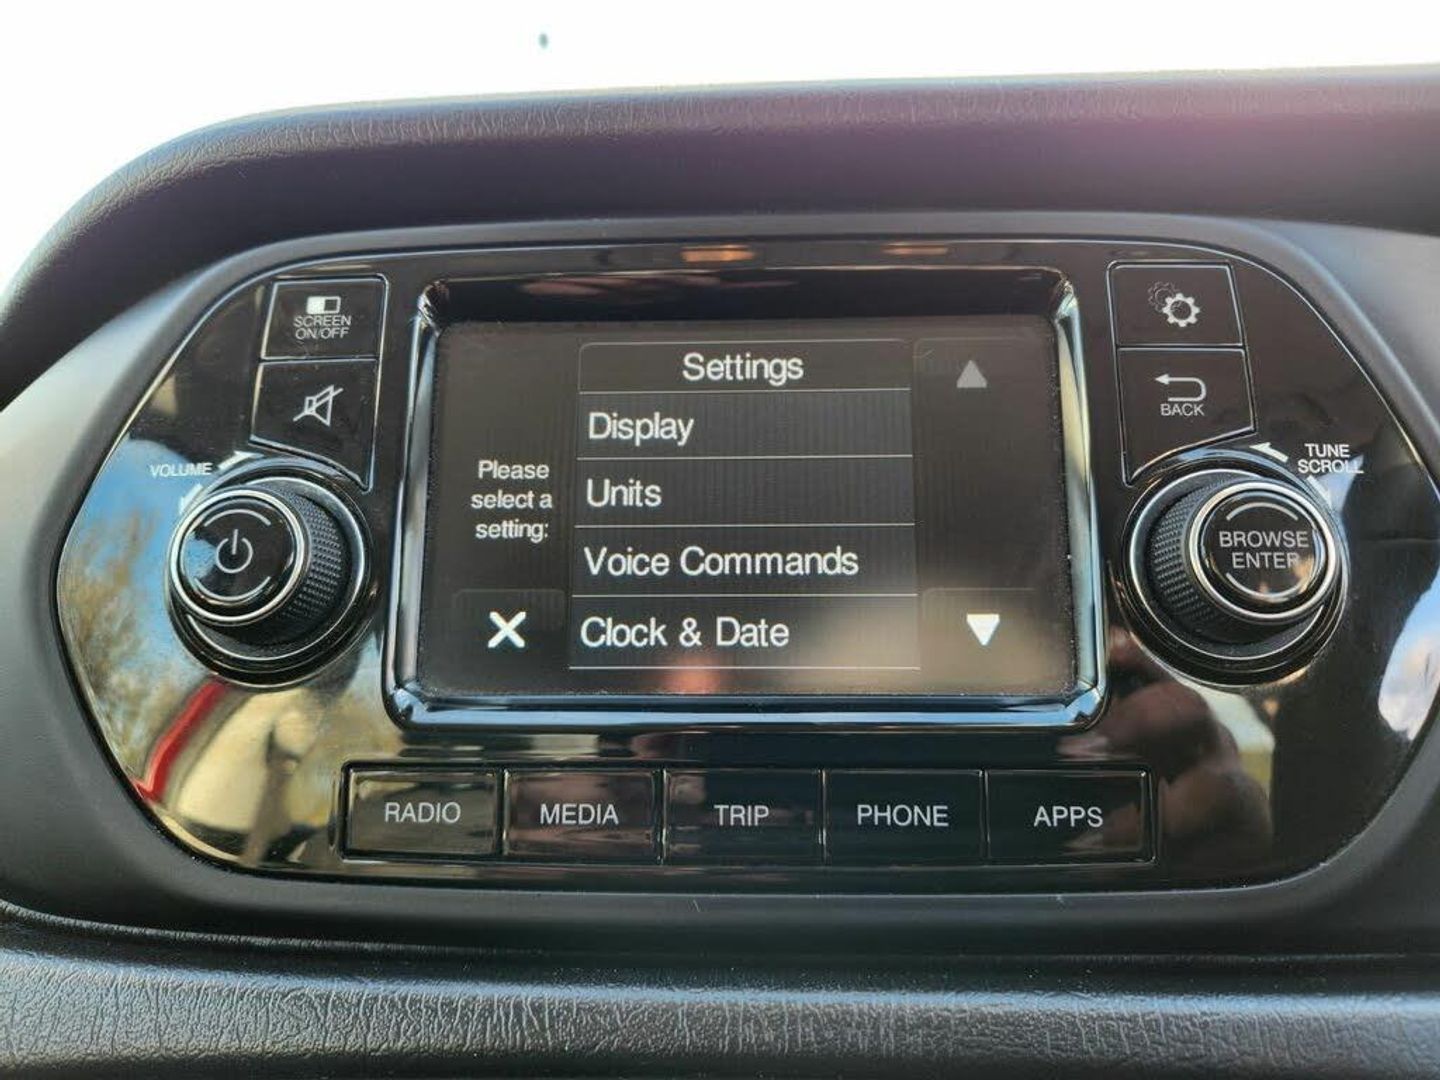 SCREEN
ON/OFF
VOLUME
Settings
Display
Units
Voice Commands
Clock & Date
Please
select a
setting:
BACK
TUNE
SCROLL
BROWSE
ENTER
RADIO
MEDIA
TRIP
PHONE
APPS